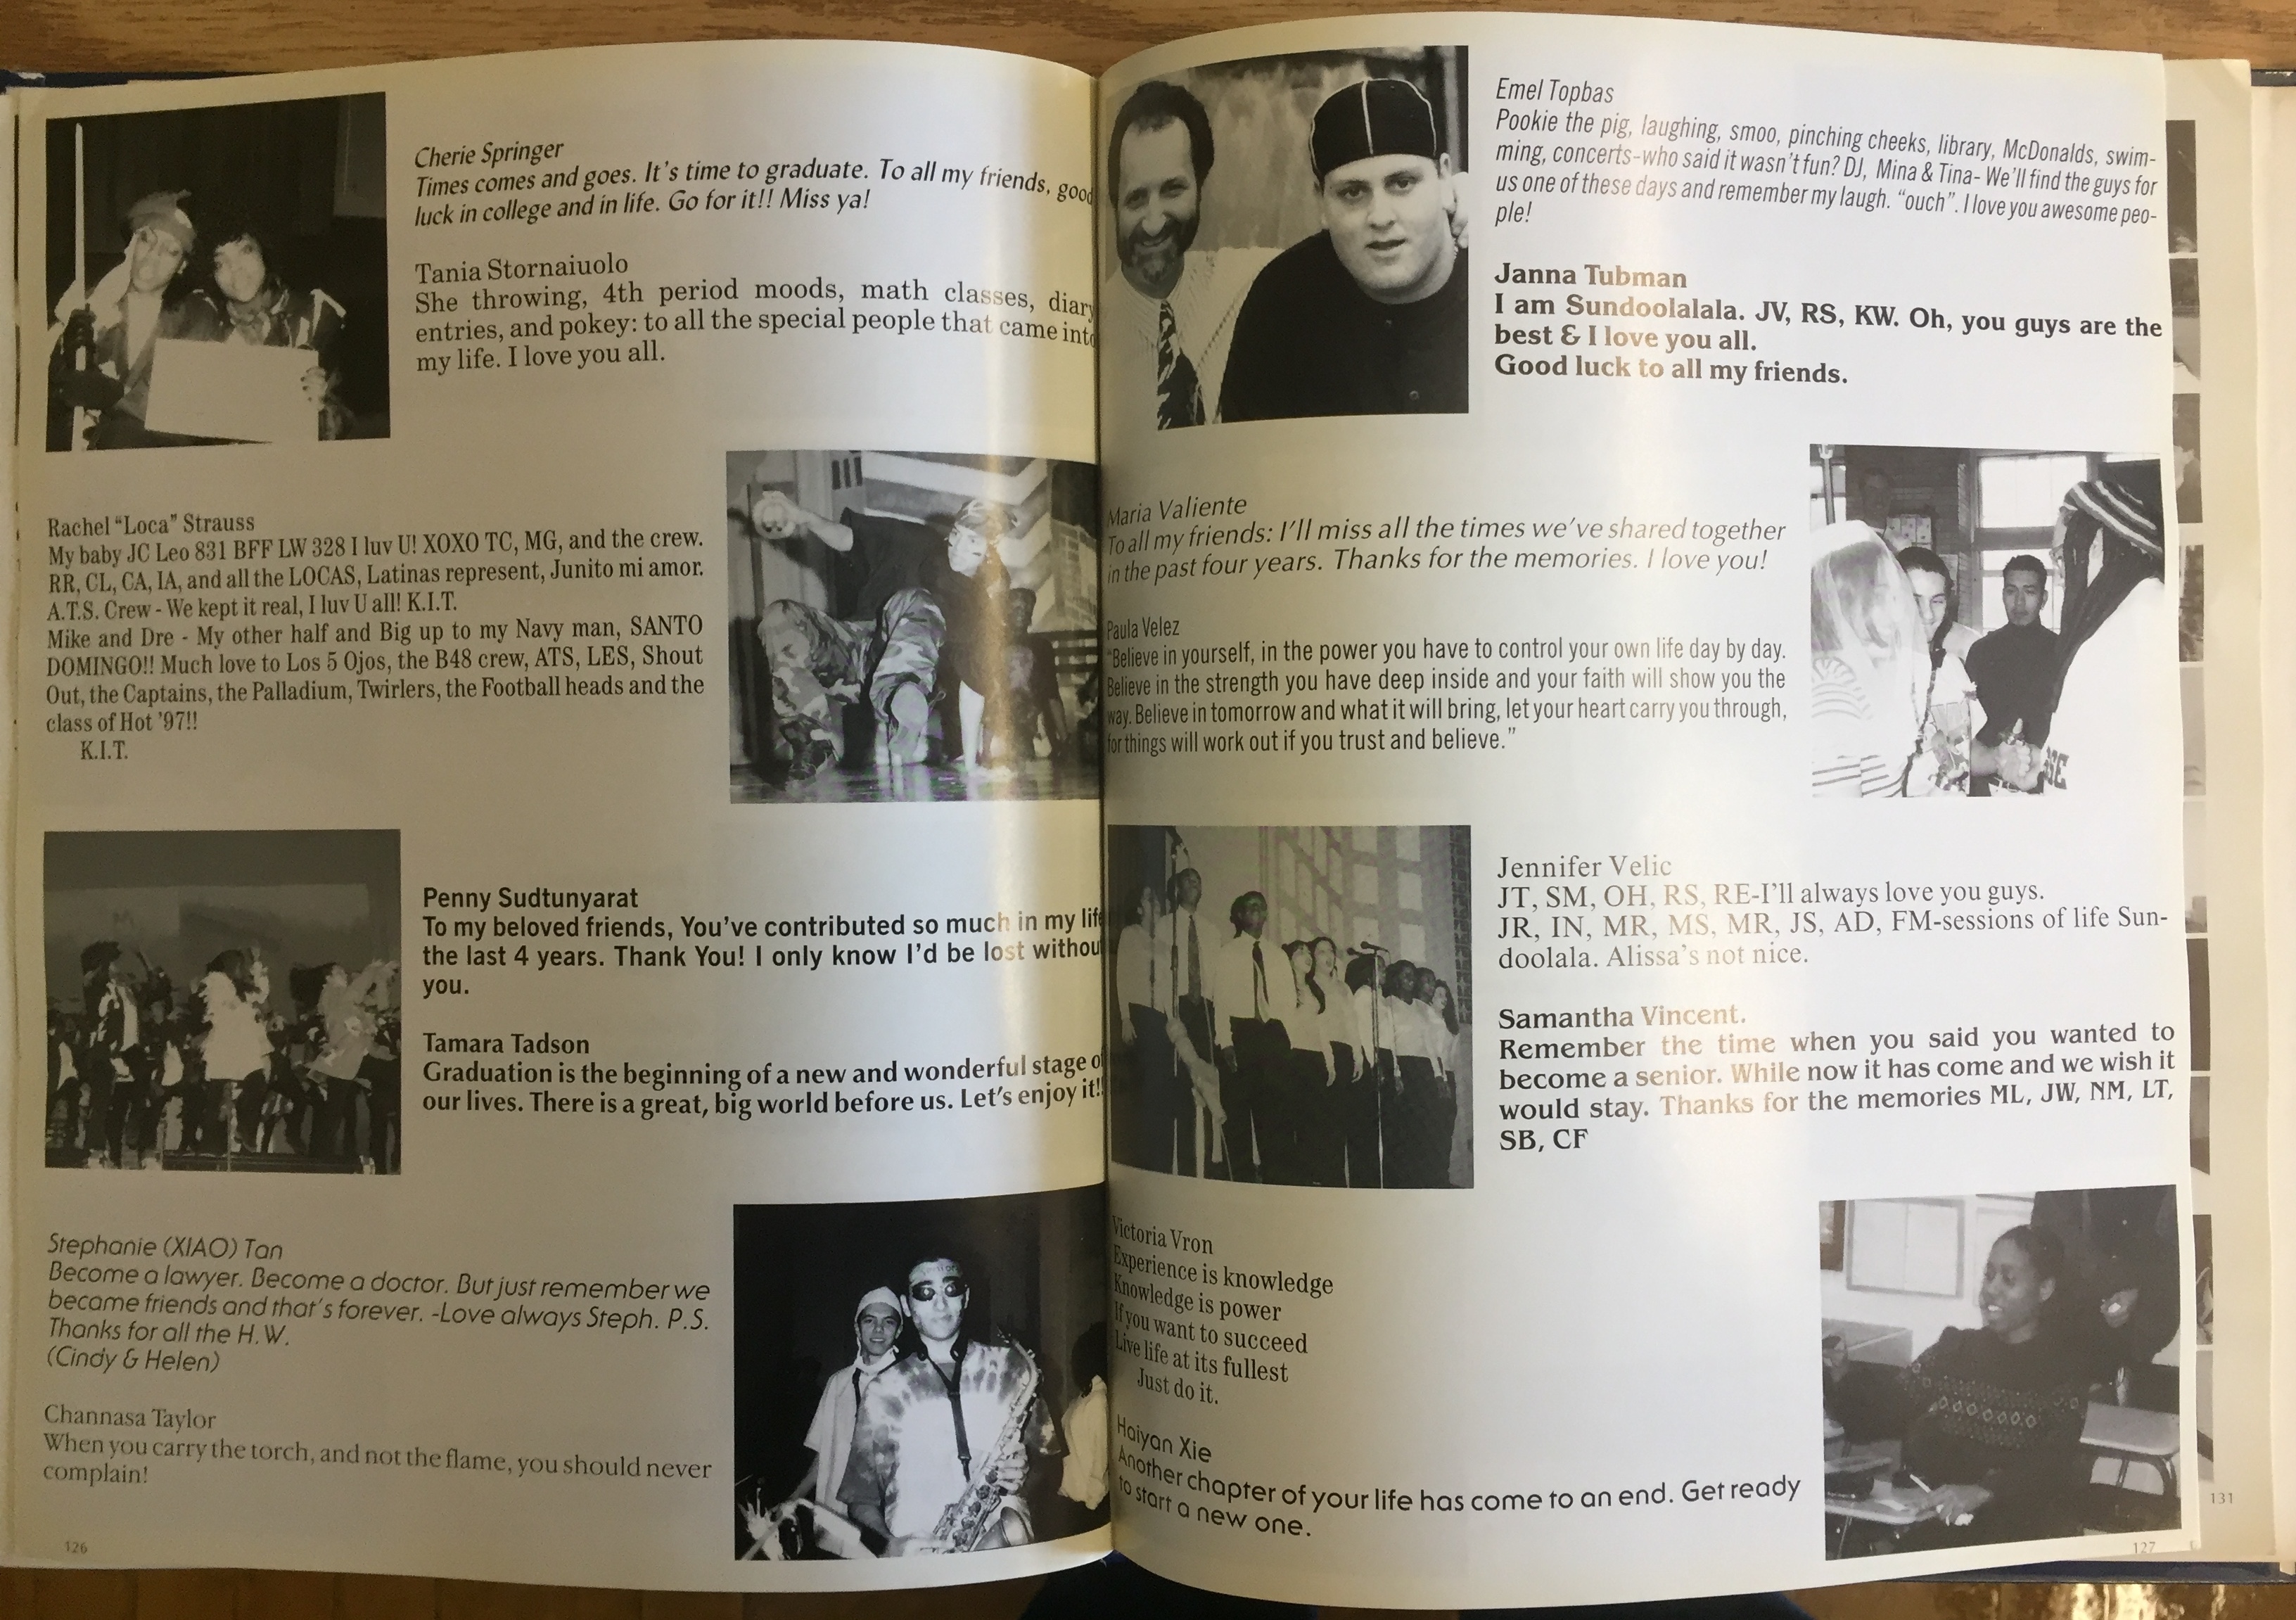 Cherie Springer
Times comes and goes. It's time to graduate. To all my friends, good
luck in college and in life. Go for it!! Miss ya!
Tania Stornaiuolo
She throwing, 4th period moods, math classes, diary
entries, and pokey: to all the special people that came into
my life. I love you all.
Rachel “Loca” Strauss
My baby JC Leo 831 BFF LW 328 I luv U! XOXO TC, MG, and the crew.
RR, CL, CA, IA, and all the LOCAS, Latinas represent, Junito mi amor.
A.T.S. Crew - We kept it real, I luv U all! K.I.T.
Mike and Dre - My other half and Big up to my Navy man, SANTO
DOMINGO!! Much love to Los 5 Ojos, the B48 crew, ATS, LES, Shout
Out, the Captains, the Palladium, Twirlers, the Football heads and the
class of Hot '97!!
K.I.T.
Penny Sudtunyarat
To my beloved friends, You've contributed so much in my life
the last 4 years. Thank You! I only know I'd be lost without
you.
Tamara Tadson
Graduation is the beginning of a new and wonderful stage of
our lives. There is a great, big world before us. Let's enjoy it!!
Stephanie (XIAO) Tan
Become a lawyer. Become a doctor. But just remember we
became friends and that's forever. -Love always Steph. P.S.
Thanks for all the H.W.
(Cindy & Helen)
Channasa Taylor
When you carry the torch, and not the flame, you should never
complain!
126
Emel Topbas
Pookie the pig, laughing, smoo, pinching cheeks, library, McDonalds, swim-
ming, concerts-who said it wasn't fun? DJ, Mina & Tina- We'll find the guys for
us one of these days and remember my laugh. “ouch”. I love you awesome peo-
ple!
Janna Tubman
I am Sundoolalala. JV, RS, KW. Oh, you guys are the
best & I love you all.
Good luck to all my friends.
Maria Valiente
To all my friends: I'll miss all the times we've shared together
in the past four years. Thanks for the memories. I love you!
Paula Velez
“Believe in yourself, in the power you have to control your own life day by day.
Believe in the strength you have deep inside and your faith will show you the
way. Believe in tomorrow and what it will bring, let your heart carry you through,
for things will work out if you trust and believe.”
Jennifer Velic
JT, SM, OH, RS, RE-I'll always love you guys.
JR, IN, MR, MS, MR, JS, AD, FM-sessions of life Sun-
doolala. Alissa's not nice.
Samantha Vincent.
Remember the time when you said you wanted to
become a senior. While now it has come and we wish it
would stay. Thanks for the memories ML, JW, NM, LT,
SB, CF
Victoria Vron
Experience is knowledge
Knowledge is power
If you want to succeed
Live life at its fullest
Just do it.
Haiyan Xie
Another chapter of your life has come to an end. Get ready
to start a new one.
127
131